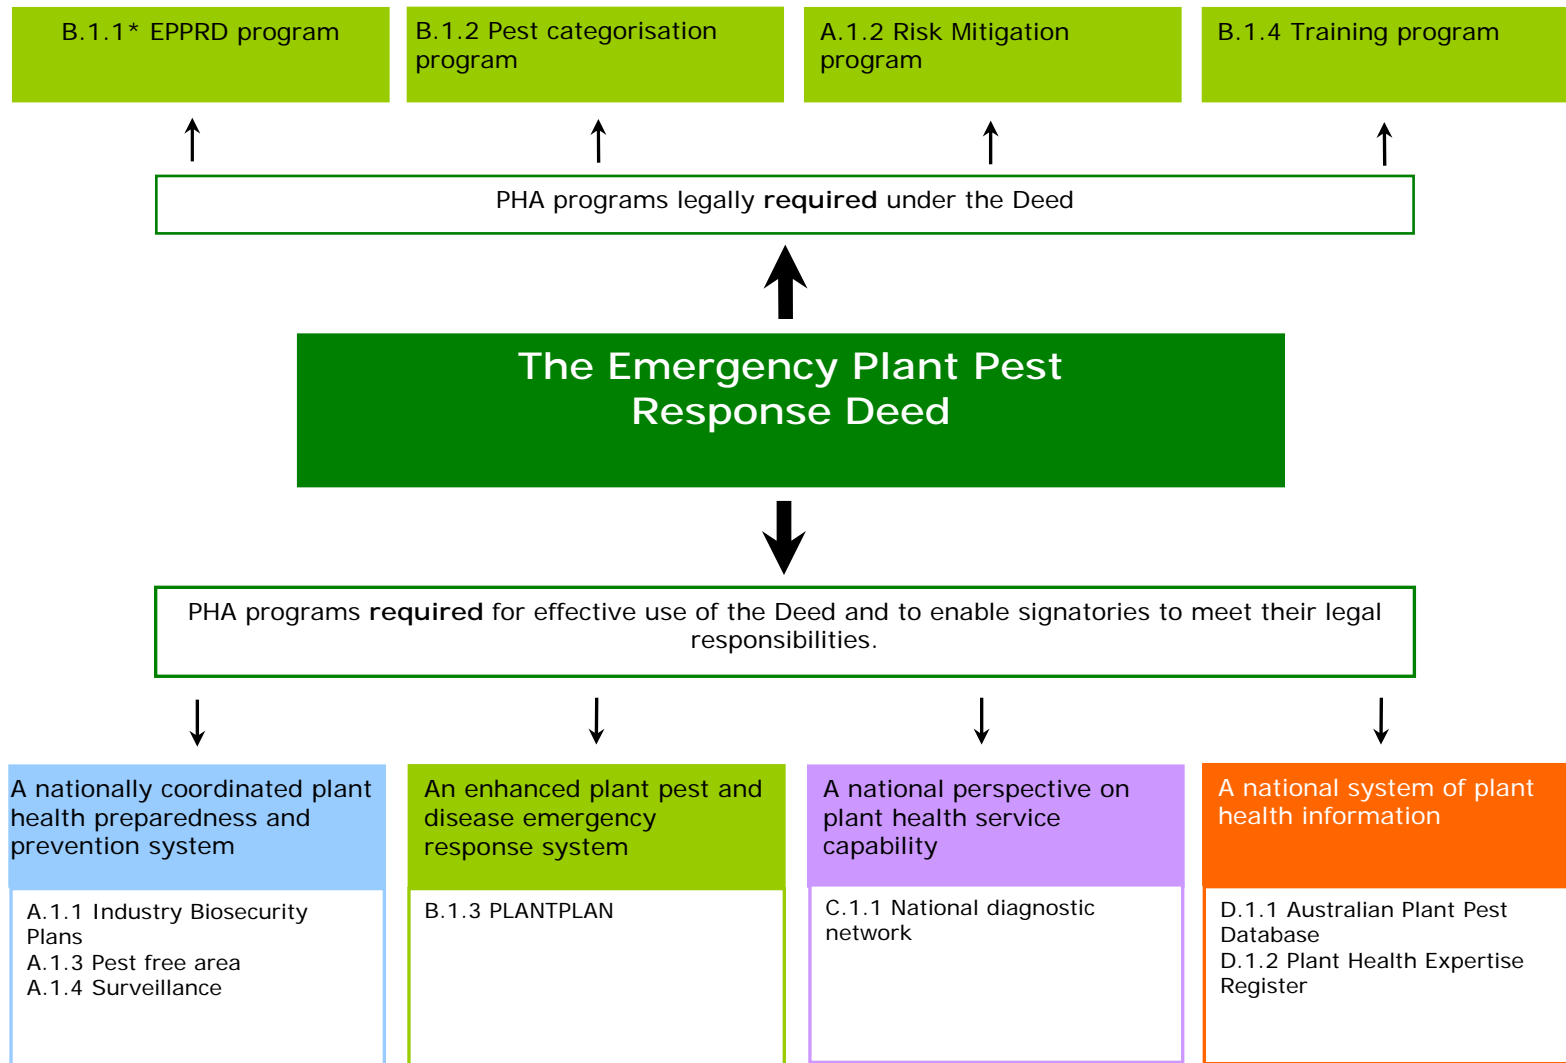 B.1.1* EPPRD program
B.1.2 Pest categorisation
program
A.1.2 Risk Mitigation
program
B.1.4 Training program
PHA programs legally required under the Deed
The Emergency Plant Pest
Response Deed
PHA programs required for effective use of the Deed and to enable signatories to meet their legal
responsibilities.
A nationally coordinated plant
health preparedness and
prevention system
A.1.1 Industry Biosecurity
Plans
A.1.3 Pest free area
A.1.4 Surveillance
An enhanced plant pest and
disease emergency
response system
B.1.3 PLANTPLAN
A national perspective on
plant health service
capability
C.1.1 National diagnostic
network
A national system of plant
health information
D.1.1 Australian Plant Pest
Database
D.1.2 Plant Health Expertise
Register